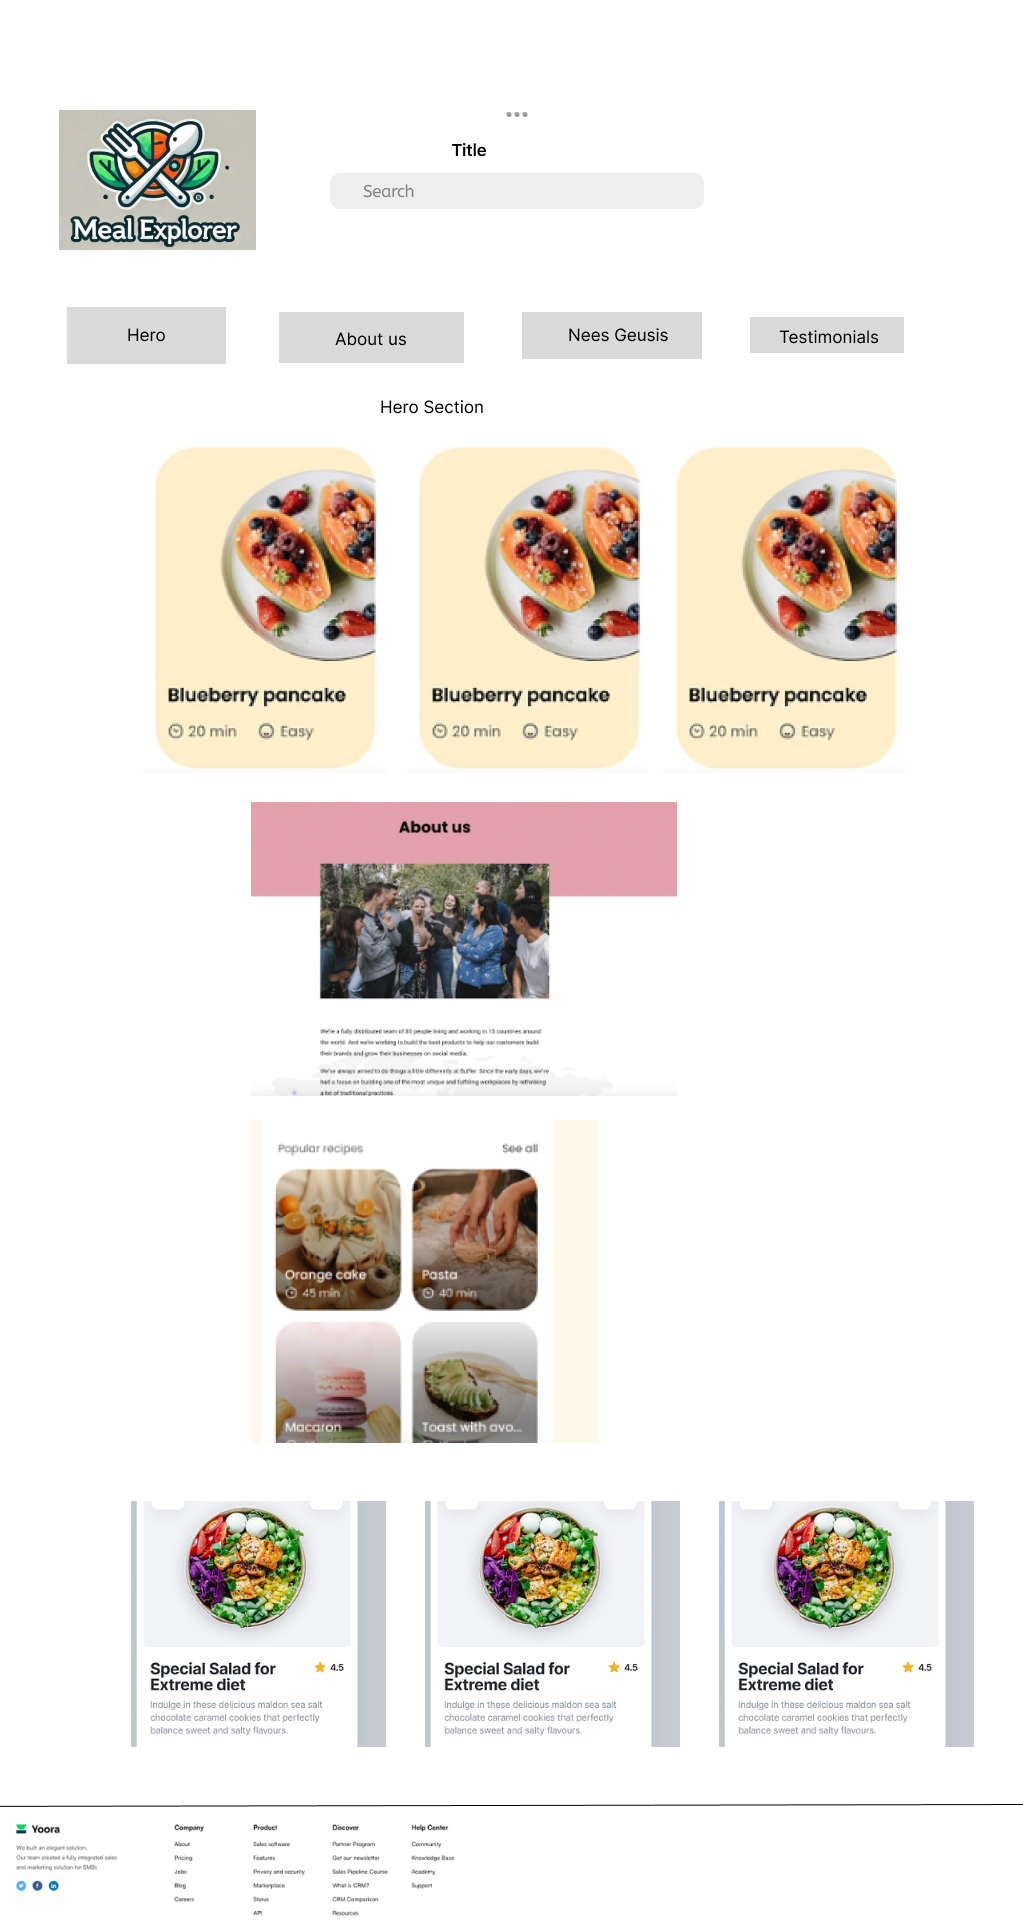 Meal Explorer
Title
Search
Hero
About us
Nees Geusis
Testimonials
Hero Section
Blueberry pancake
20 min Easy
Blueberry pancake
20 min Easy
Blueberry pancake
20 min Easy
About us
We're a fully distributed team of 85 people living and working in 15 countries around
the world. And we're working to build the best products to help our customers build
their brands and grow their businesses on social media.
We've always aimed to do things a little differently at Buffer. Since the early days, we've
had a focus on building one of the most unique and fulfilling workplaces by rethinking
a lot of traditional practices.
Popular recipes See all
Orange cake
45 min
Pasta
40 min
Macaron
Toast with avo...
Special Salad for
Extreme diet
4.5
Indulge in these delicious maldon sea salt
chocolate caramel cookies that perfectly
balance sweet and salty flavours.
Special Salad for
Extreme diet
4.5
Indulge in these delicious maldon sea salt
chocolate caramel cookies that perfectly
balance sweet and salty flavours.
Special Salad for
Extreme diet
4.5
Indulge in these delicious maldon sea salt
chocolate caramel cookies that perfectly
balance sweet and salty flavours.
Yoora
We built an elegant solution.
Our team created a fully integrated sales
and marketing solution for SMBs
Company
About
Pricing
Jobs
Blog
Careers
Product
Sales software
Features
Privacy and security
Marketplace
Status
API
Discover
Partner Program
Get our newsletter
Sales Pipeline Course
What is CRM?
CRM Comparison
Resources
Help Center
Community
Knowledge Base
Academy
Support